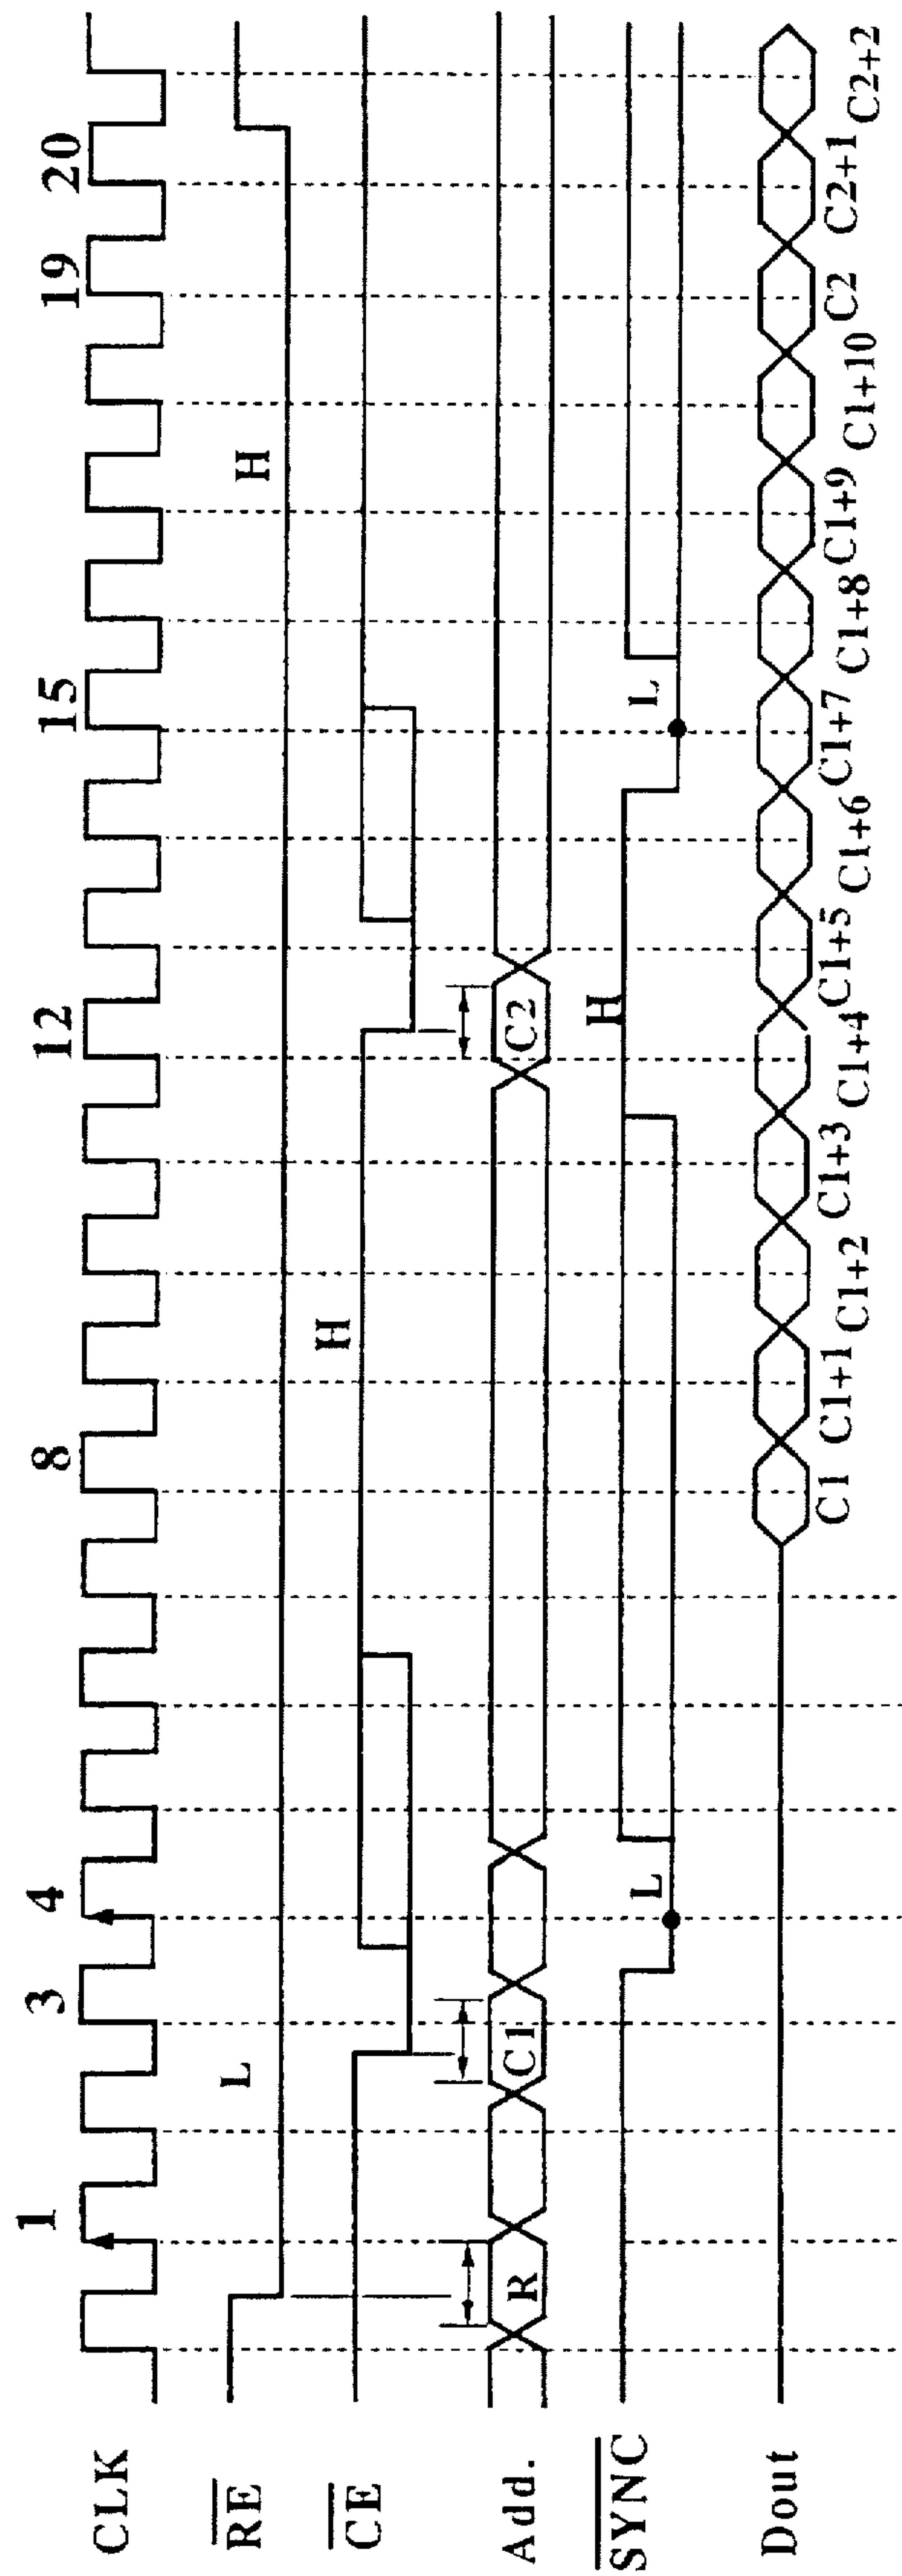 CLK 1 3 4 8 12 15 19 20
RE L H
CE H
Add. R C1 C2
SYNC L H L
Dout C1 C1+1 C1+2 C1+3 C1+4 C1+5 C1+6 C1+7 C1+8 C1+9 C1+10 C2 C2+1 C2+2